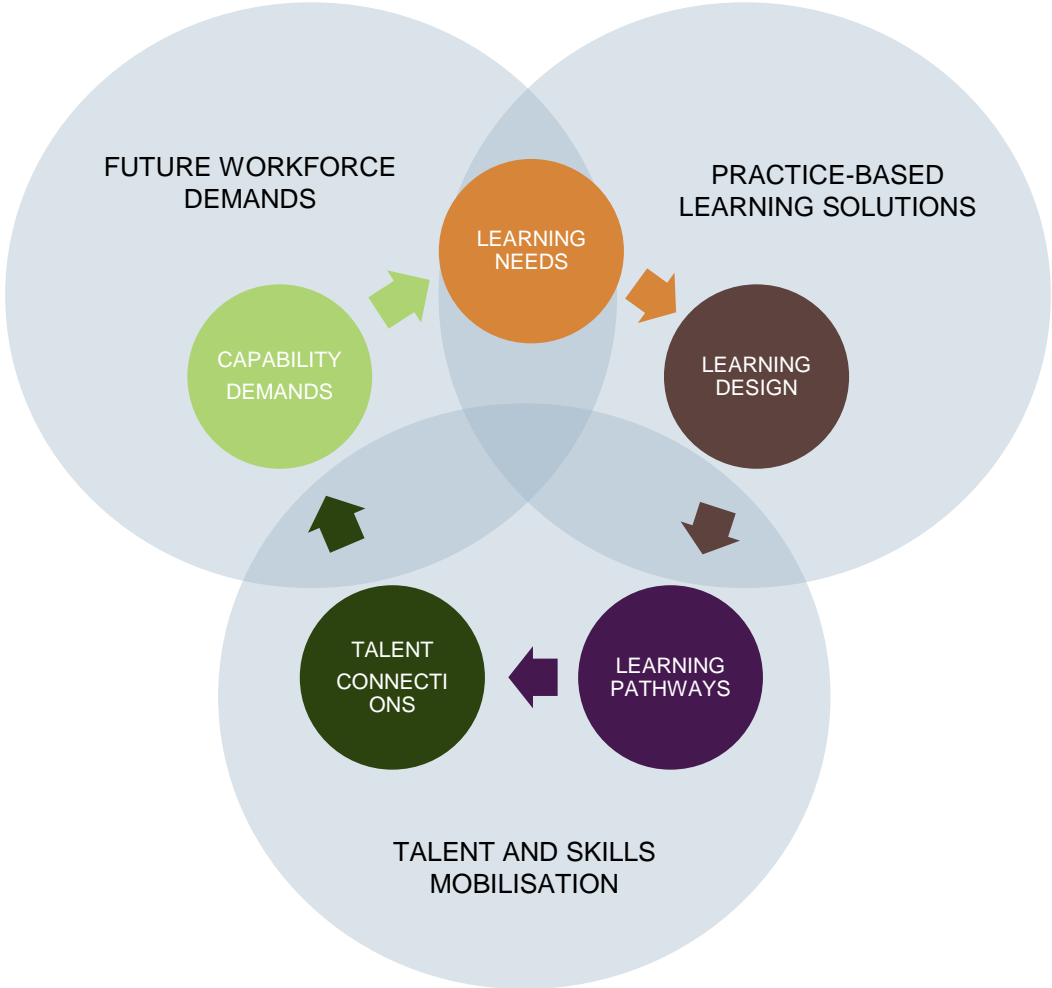 FUTURE WORKFORCE
DEMANDS
PRACTICE-BASED
LEARNING SOLUTIONS
LEARNING
NEEDS
CAPABILITY
DEMANDS
LEARNING
DESIGN
TALENT
CONNECTI
ONS
LEARNING
PATHWAYS
TALENT AND SKILLS
MOBILISATION